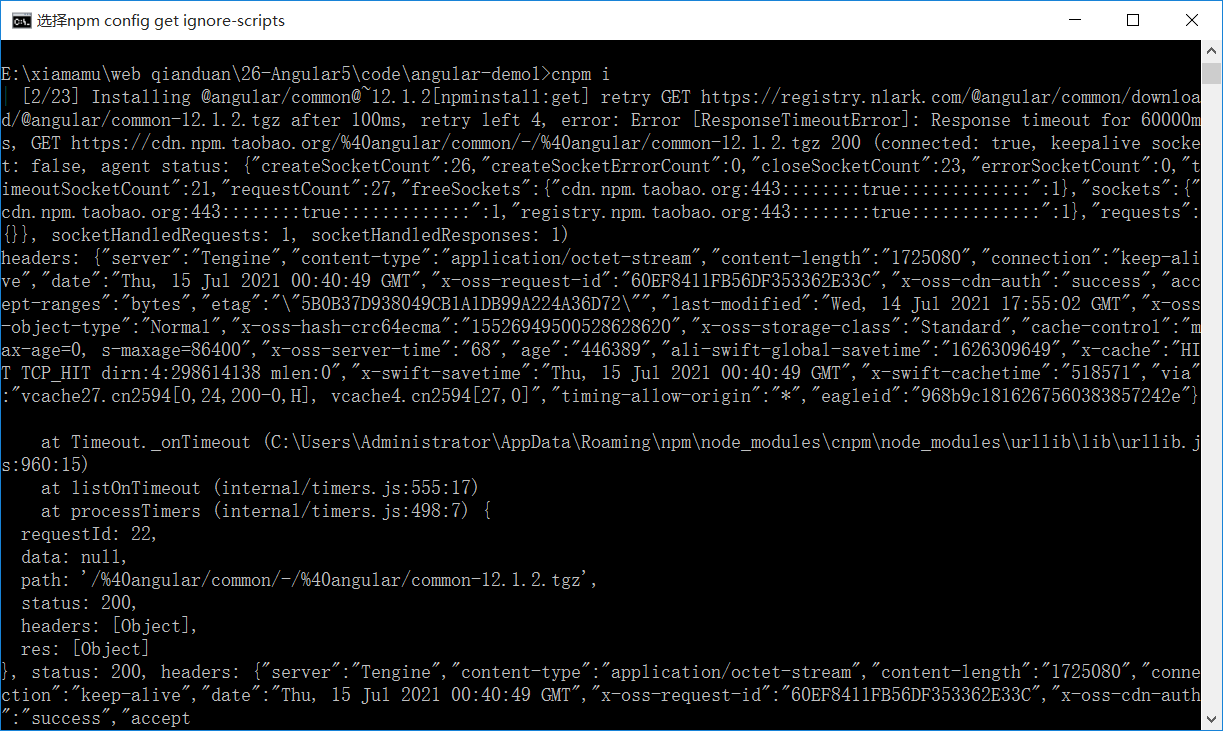 选择npm config get ignore-scripts
E:\xiamamu\web qianduan\26-Angular5\code\angular-demo1>cnpm i
[2/23] Installing @angular/common@~12.1.2[npminstall:get] retry GET https://registry.nlark.com/@angular/common/downloa
d/@angular/common-12.1.2.tgz after 100ms, retry left 4, error: Error [ResponseTimeoutError]: Response timeout for 60000m
s, GET https://cdn.npm.taobao.org/%40angular/common/-/%40angular/common-12.1.2.tgz 200 (connected: true, keepalive socke
t: false, agent status: {"createSocketCount":26,"createSocketErrorCount":0,"closeSocketCount":23,"errorSocketCount":0,"t
imeoutSocketCount":21,"requestCount":27,"freeSockets":{"cdn.npm.taobao.org:443::::::::true:::::::::::::":1},"sockets":{"
cdn.npm.taobao.org:443::::::::true:::::::::::::":1,"registry.npm.taobao.org:443::::::::true:::::::::::::":1},"requests":
{}}, socketHandledRequests: 1, socketHandledResponses: 1)
headers: {"server":"Tengine","content-type":"application/octet-stream","content-length":"1725080","connection":"keep-ali
ve","date":"Thu, 15 Jul 2021 00:40:49 GMT","x-oss-request-id":"60EF8411FB56DF353362E33C","x-oss-cdn-auth":"success","acc
ept-ranges":"bytes","etag":"\"5B0B37D938049CB1A1DB99A224A36D72\"","last-modified":"Wed, 14 Jul 2021 17:55:02 GMT","x-oss
-object-type":"Normal","x-oss-hash-crc64ecma":"15526949500528628620","x-oss-storage-class":"Standard","cache-control":"m
ax-age=0, s-maxage=86400","x-oss-server-time":"68","age":"446389","ali-swift-global-savetime":"1626309649","x-cache":"HI
T TCP_HIT dirn:4:298614138 mlen:0","x-swift-savetime":"Thu, 15 Jul 2021 00:40:49 GMT","x-swift-cachetime":"518571","via"
:"vcache27.cn2594[0,24,200-0,H], vcache4.cn2594[27,0]","timing-allow-origin":"*","eagleid":"968b9c1816267560383857242e"}
at Timeout._onTimeout (C:\Users\Administrator\AppData\Roaming\npm\node_modules\cnpm\node_modules\urllib\lib\urllib.j
s:960:15)
at listOnTimeout (internal/timers.js:555:17)
at processTimers (internal/timers.js:498:7) {
requestId: 22,
data: null,
path: '/%40angular/common/-/%40angular/common-12.1.2.tgz',
status: 200,
headers: [Object],
res: [Object]
}, status: 200, headers: {"server":"Tengine","content-type":"application/octet-stream","content-length":"1725080","conne
ction":"keep-alive","date":"Thu, 15 Jul 2021 00:40:49 GMT","x-oss-request-id":"60EF8411FB56DF353362E33C","x-oss-cdn-auth
":"success","accept